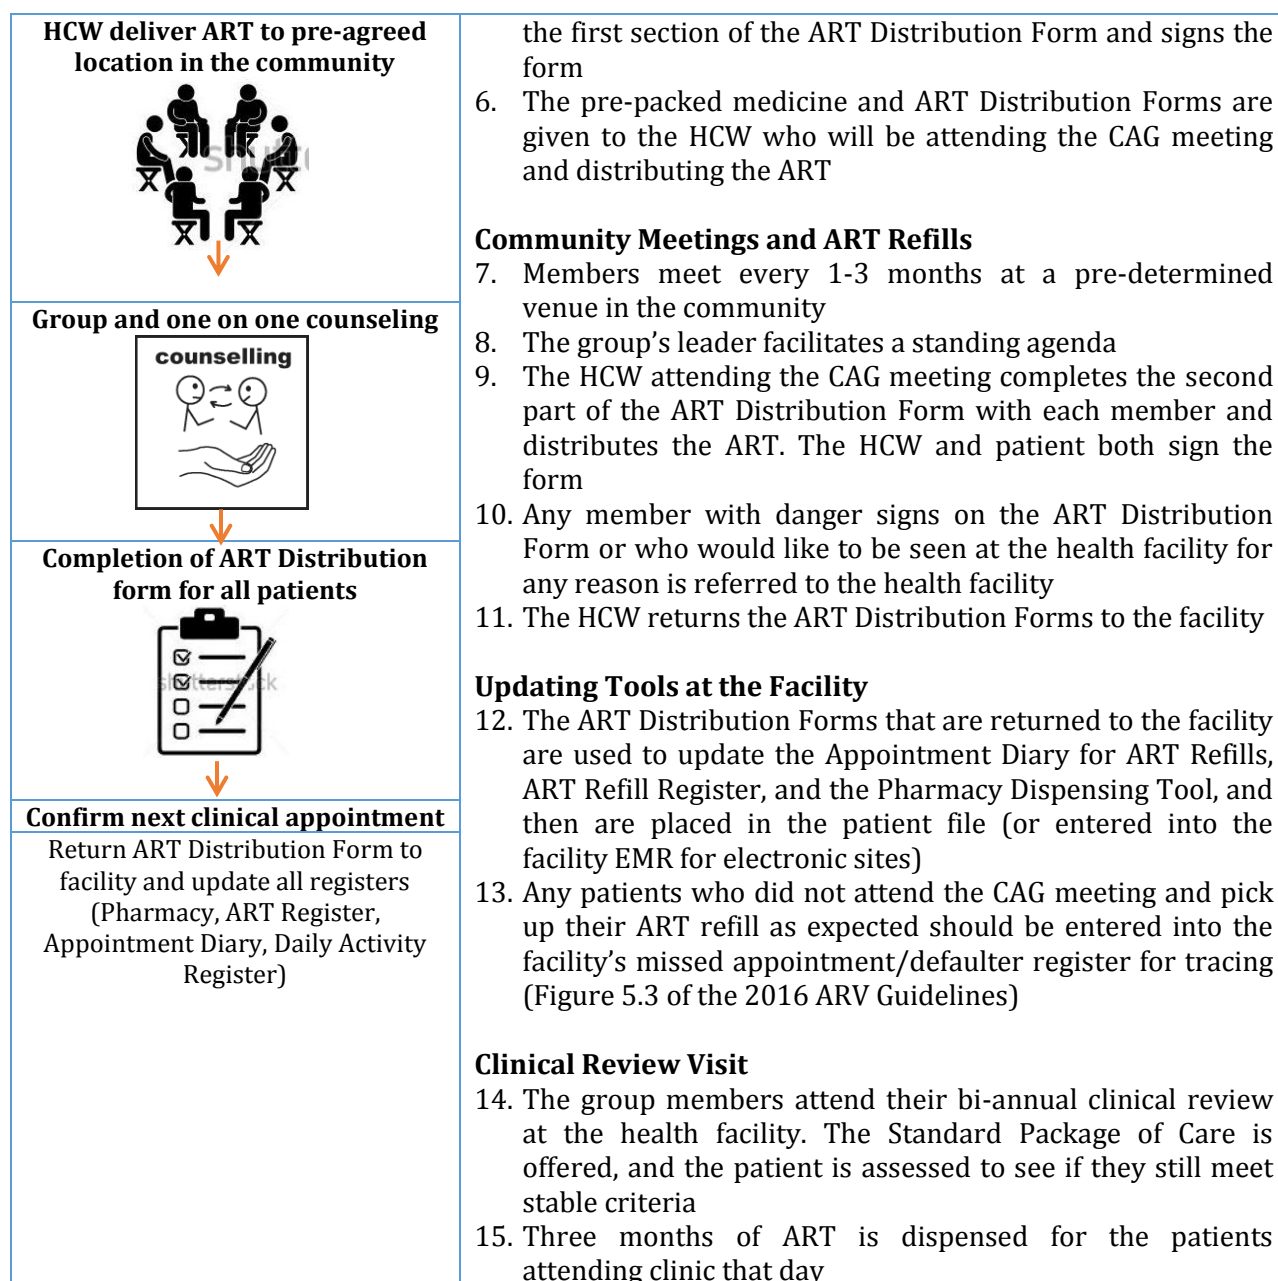 HCW deliver ART to pre-agreed
location in the community
shutte
Group and one on one counseling
counselling
Completion of ART Distribution
form for all patients
shutterstock
Confirm next clinical appointment
Return ART Distribution Form to
facility and update all registers
(Pharmacy, ART Register,
Appointment Diary, Daily Activity
Register)
the first section of the ART Distribution Form and signs the
form
6. The pre-packed medicine and ART Distribution Forms are
given to the HCW who will be attending the CAG meeting
and distributing the ART
Community Meetings and ART Refills
7. Members meet every 1-3 months at a pre-determined
venue in the community
8. The group's leader facilitates a standing agenda
9. The HCW attending the CAG meeting completes the second
part of the ART Distribution Form with each member and
distributes the ART. The HCW and patient both sign the
form
10. Any member with danger signs on the ART Distribution
Form or who would like to be seen at the health facility for
any reason is referred to the health facility
11. The HCW returns the ART Distribution Forms to the facility
Updating Tools at the Facility
12. The ART Distribution Forms that are returned to the facility
are used to update the Appointment Diary for ART Refills,
ART Refill Register, and the Pharmacy Dispensing Tool, and
then are placed in the patient file (or entered into the
facility EMR for electronic sites)
13. Any patients who did not attend the CAG meeting and pick
up their ART refill as expected should be entered into the
facility's missed appointment/defaulter register for tracing
(Figure 5.3 of the 2016 ARV Guidelines)
Clinical Review Visit
14. The group members attend their bi-annual clinical review
at the health facility. The Standard Package of Care is
offered, and the patient is assessed to see if they still meet
stable criteria
15. Three months of ART is dispensed for the patients
attending clinic that day